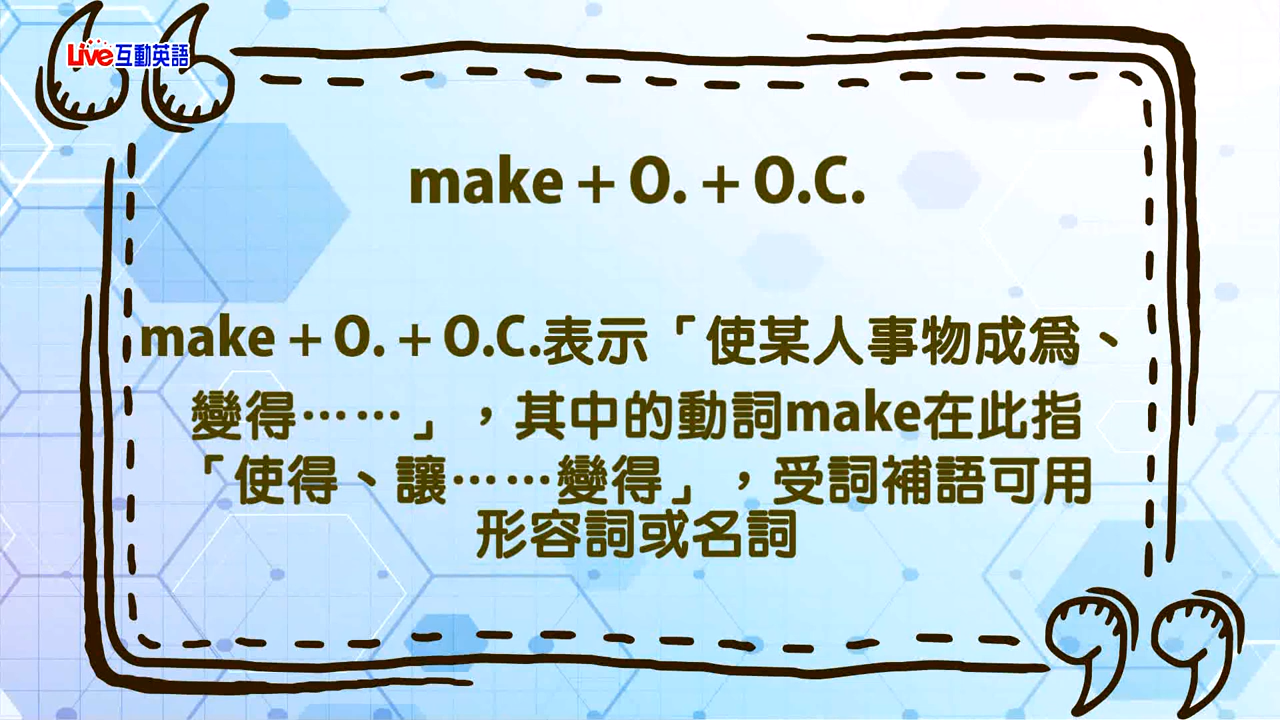 Live互動英語
make + O. + O.C.
make + O. + O.C.表示「使某人事物成爲、
變得⋯⋯」，其中的動詞make在此指
「使得、讓⋯⋯變得」，受詞補語可用
形容詞或名詞